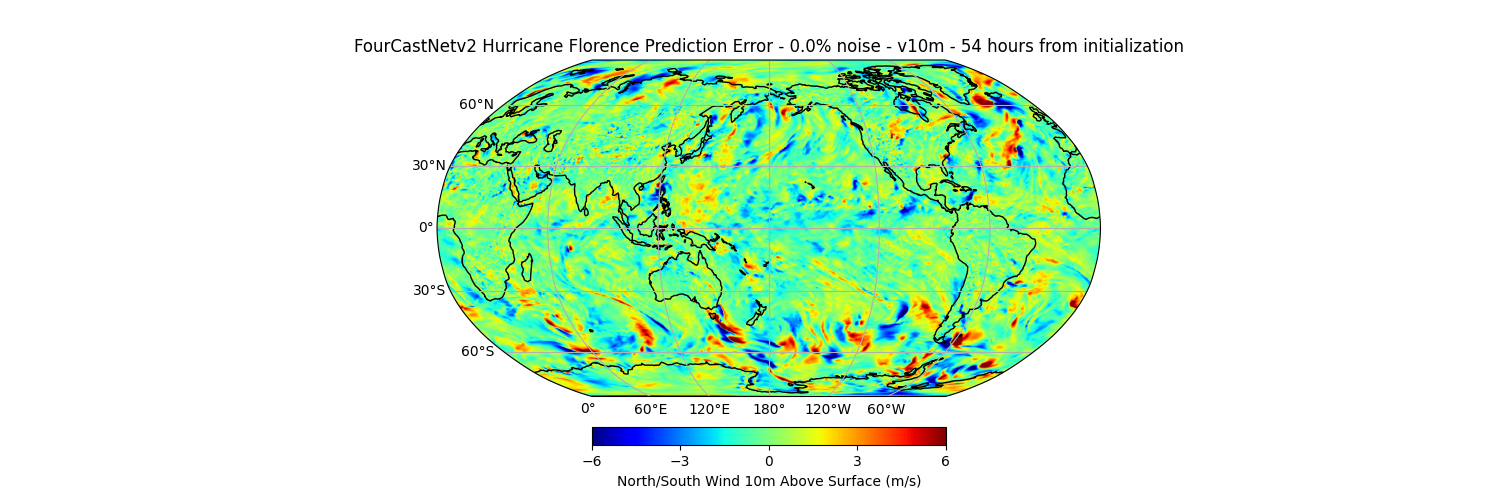 FourCastNetv2 Hurricane Florence Prediction Error - 0.0% noise - v10m - 54 hours from initialization
60°N
30°N
0°
30°S
60°S
0° 60°E 120°E 180° 120°W 60°W
−6 −3 0 3 6
North/South Wind 10m Above Surface (m/s)